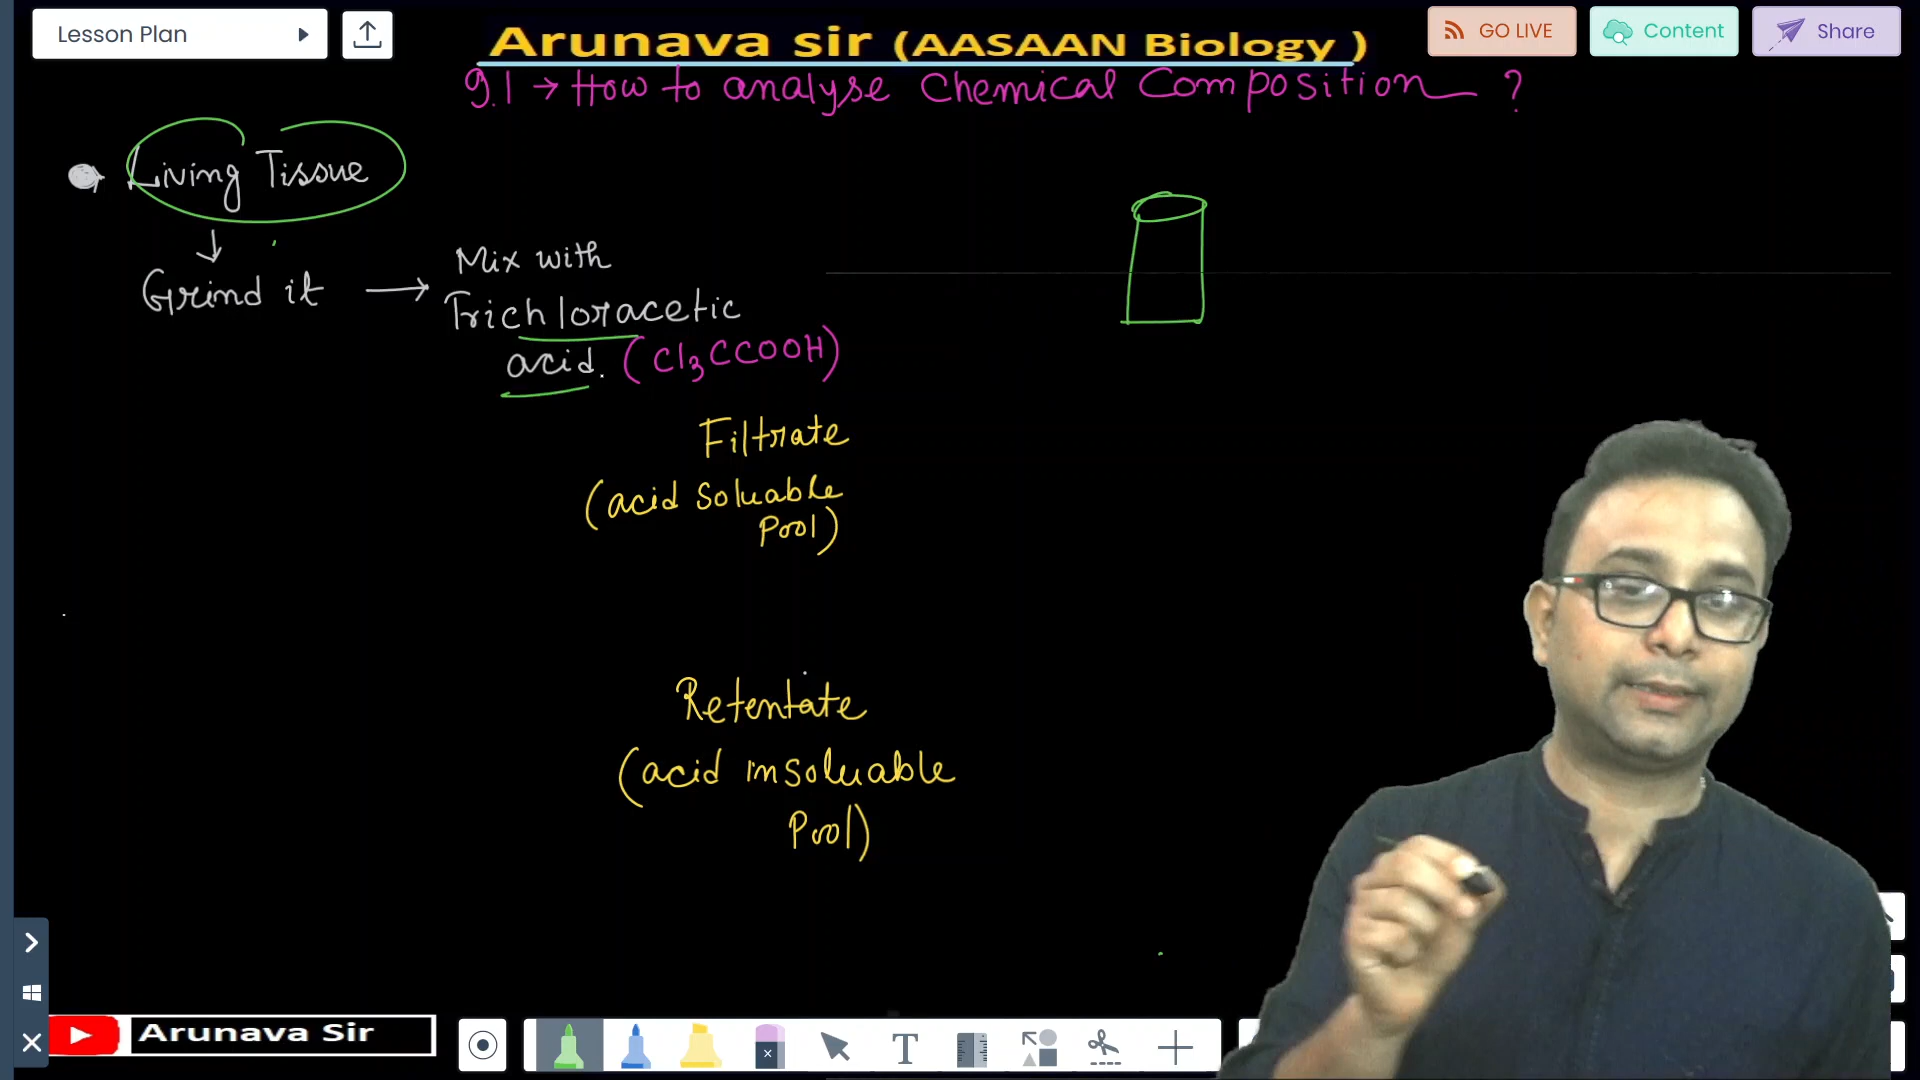 Lesson Plan
Arunava sir (AASAAN Biology )
GO LIVE
Content
Share
9.1 → How to analyse Chemical Composition ?
Living Tissue
↓
Grind it → Mix with
Trichloracetic
acid. (Cl₃CCOOH)
Filtrate
(acid Soluable
Pool)
Retentate
(acid insoluable
Pool)
Arunava Sir
T